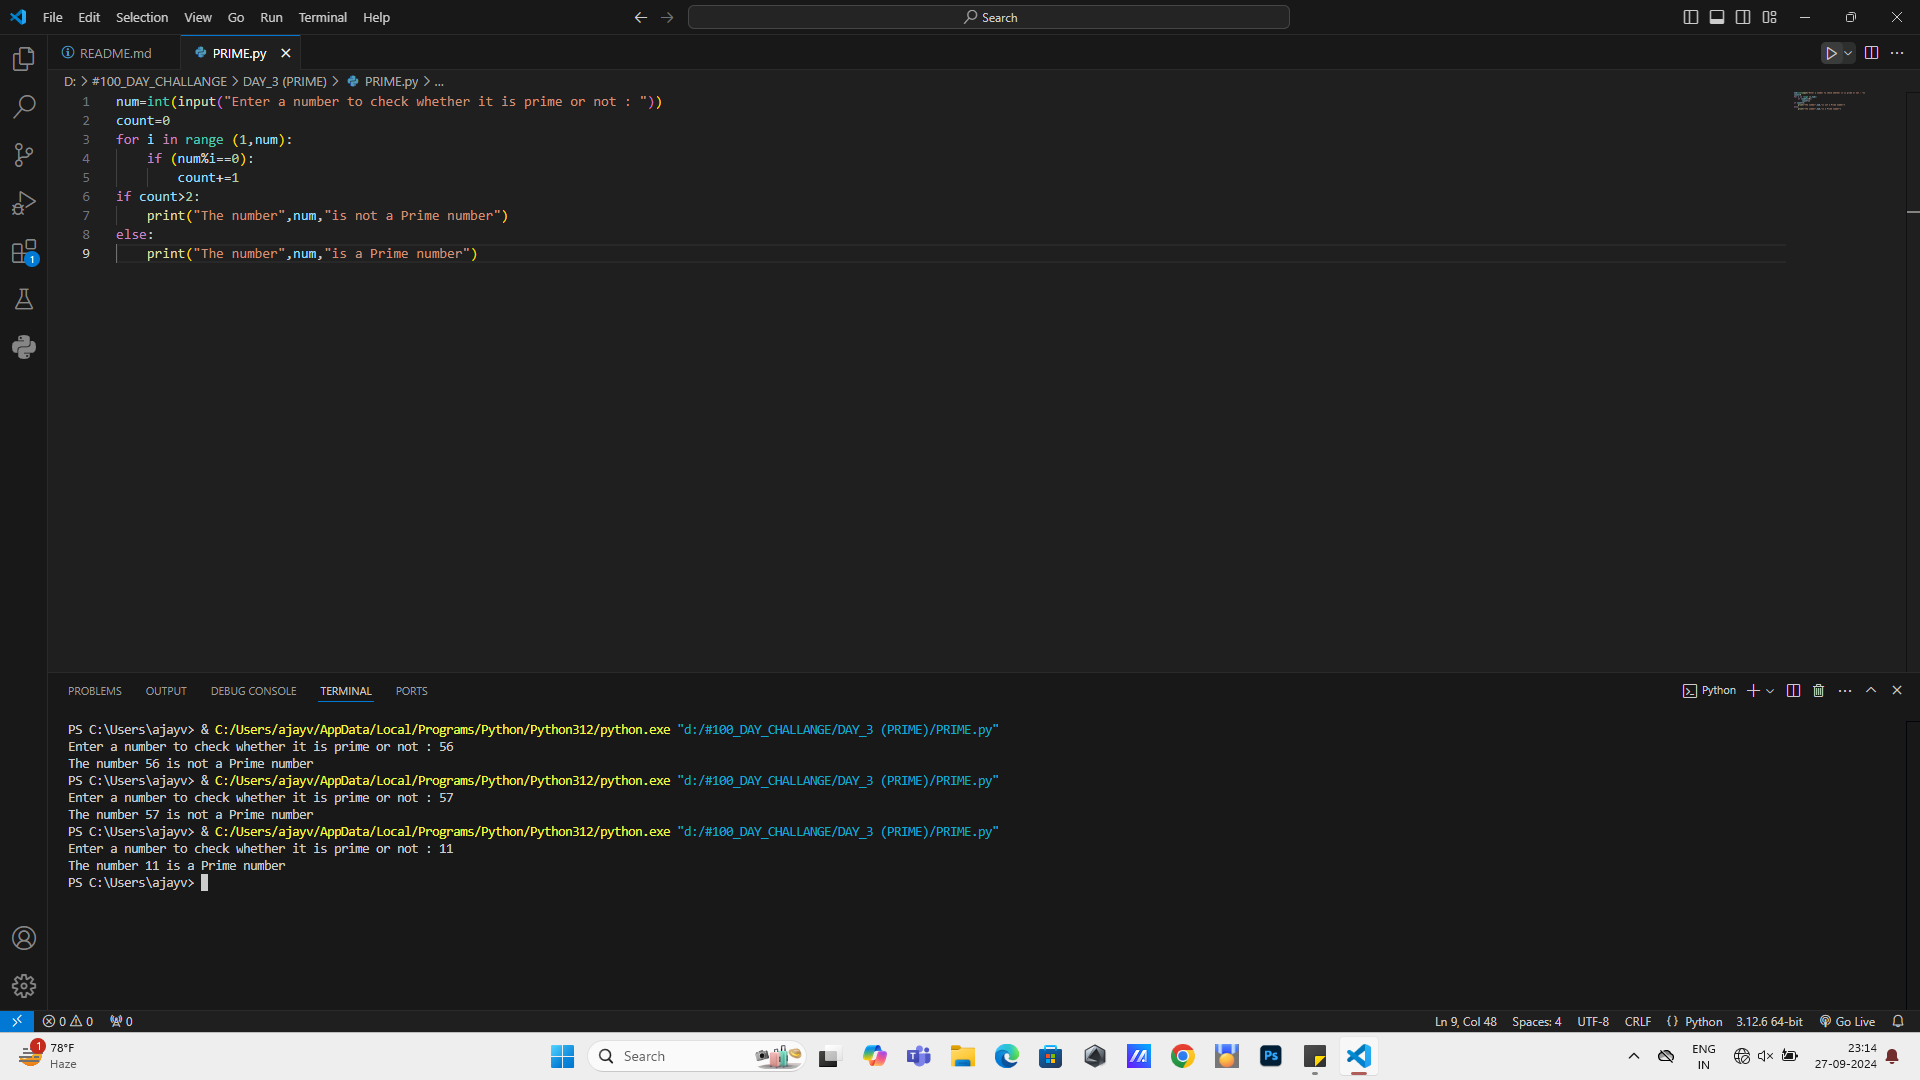 File Edit Selection View Go Run Terminal Help
Search
README.md
PRIME.py
D: > #100_DAY_CHALLANGE > DAY_3 (PRIME) > PRIME.py > ...
1 num=int(input("Enter a number to check whether it is prime or not : "))
2 count=0
3 for i in range (1,num):
4 if (num%i==0):
5 count+=1
6 if count>2:
7 print("The number",num,"is not a Prime number")
8 else:
9 print("The number",num,"is a Prime number")
1
PROBLEMS OUTPUT DEBUG CONSOLE TERMINAL PORTS
Python
PS C:\Users\ajayv> & C:/Users/ajayv/AppData/Local/Programs/Python/Python312/python.exe "d:/#100_DAY_CHALLANGE/DAY_3 (PRIME)/PRIME.py"
Enter a number to check whether it is prime or not : 56
The number 56 is not a Prime number
PS C:\Users\ajayv> & C:/Users/ajayv/AppData/Local/Programs/Python/Python312/python.exe "d:/#100_DAY_CHALLANGE/DAY_3 (PRIME)/PRIME.py"
Enter a number to check whether it is prime or not : 57
The number 57 is not a Prime number
PS C:\Users\ajayv> & C:/Users/ajayv/AppData/Local/Programs/Python/Python312/python.exe "d:/#100_DAY_CHALLANGE/DAY_3 (PRIME)/PRIME.py"
Enter a number to check whether it is prime or not : 11
The number 11 is a Prime number
PS C:\Users\ajayv>
0 0 0
Ln 9, Col 48 Spaces: 4 UTF-8 CRLF {} Python 3.12.6 64-bit Go Live
1
78°F
Haze
Search
Ps
ENG
IN
23:14
27-09-2024